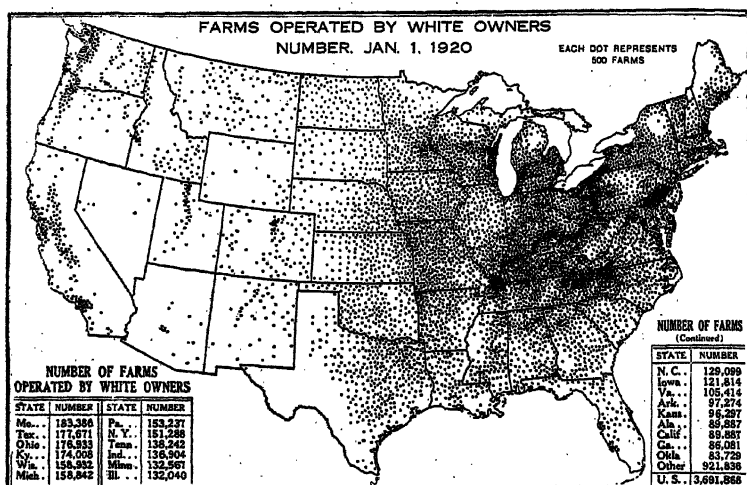 FARMS OPERATED BY WHITE OWNERS
NUMBER, JAN. 1, 1920
EACH DOT REPRESENTS
500 FARMS
NUMBER OF FARMS
OPERATED BY WHITE OWNERS
STATE NUMBER STATE NUMBER
Mo... 183,386 Pa... 153,237
Tex.. 177,671 N. Y.. 151,288
Ohio. 176,933 Tenn. 138,242
Ky... 174,008 Ind... 136,904
Wis.. 158,932 Minn. 132,567
Mich. 158,842 Ill... 132,040
NUMBER OF FARMS
(Continued)
STATE NUMBER
N. C.. 129,099
Iowa.. 121,814
Va... 105,414
Ark.. 97,274
Kans. 96,297
Ala.. 89,887
Calif. 89,887
Ga... 86,081
Okla 83,729
Other 921,836
U. S.. 3,691,868